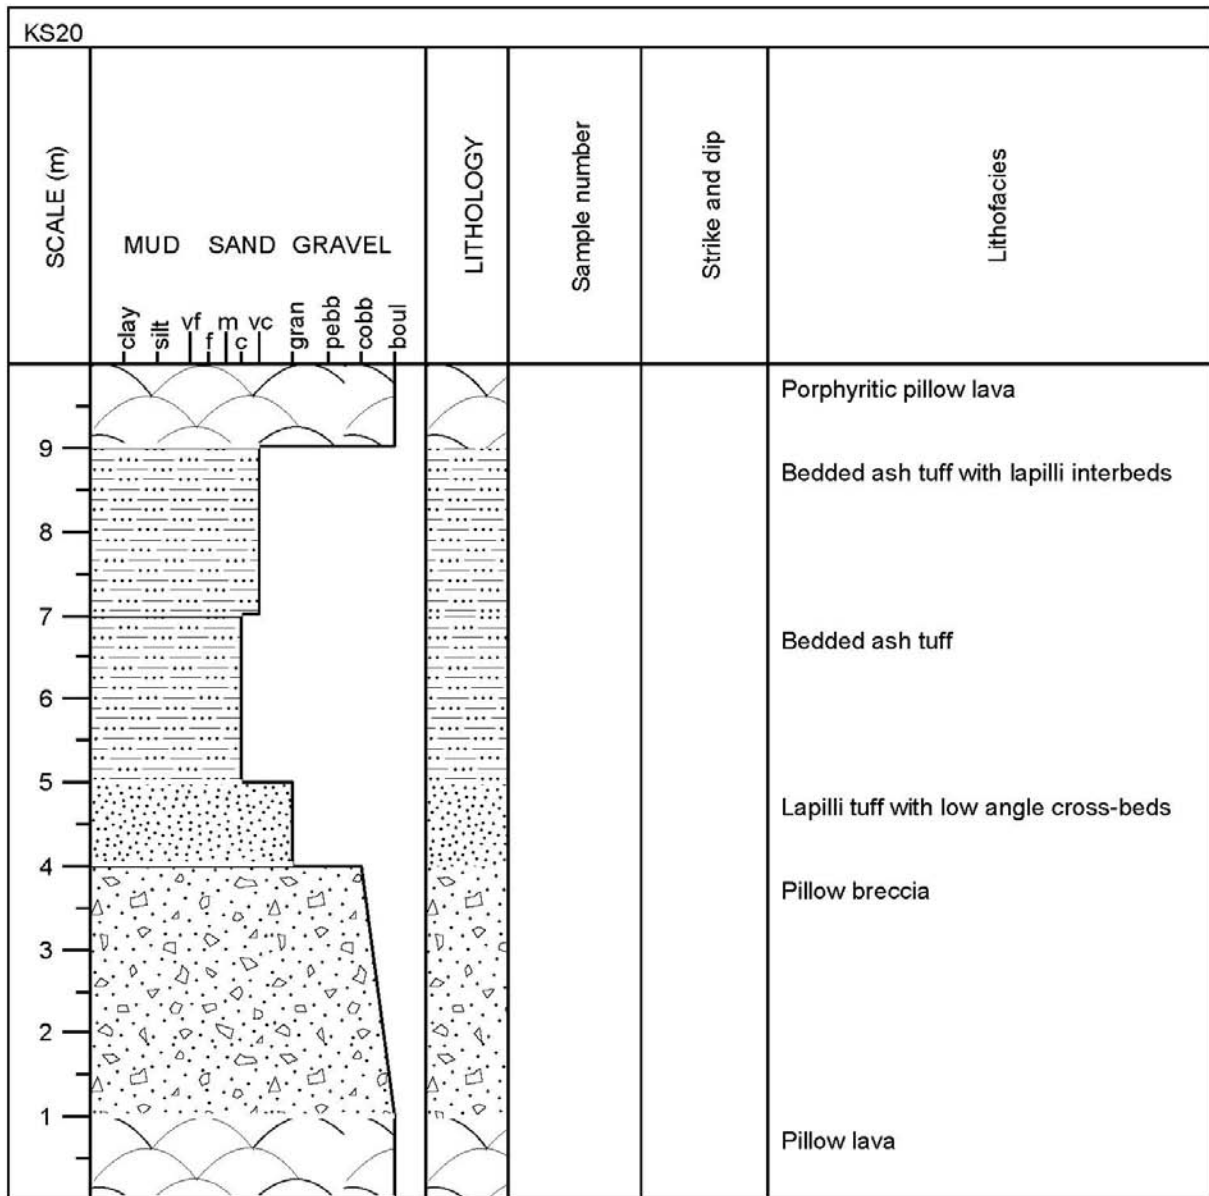 KS20
SCALE (m)
MUD SAND GRAVEL
clay silt vf f m c vc gran pebb cobb boul
LITHOLOGY
Sample number
Strike and dip
Lithofacies
Porphyritic pillow lava
9
Bedded ash tuff with lapilli interbeds
8
7
Bedded ash tuff
6
5
Lapilli tuff with low angle cross-beds
4
Pillow breccia
3
2
1
Pillow lava